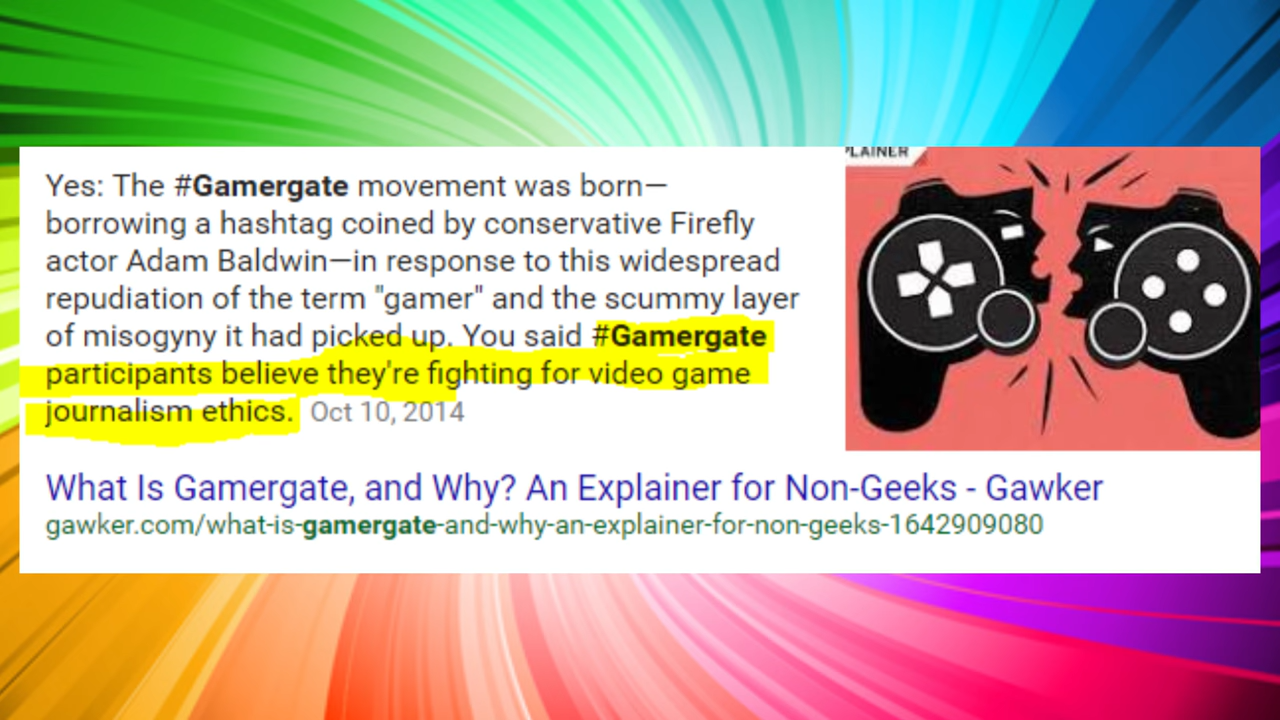 Yes: The #Gamergate movement was born—
borrowing a hashtag coined by conservative Firefly
actor Adam Baldwin—in response to this widespread
repudiation of the term "gamer" and the scummy layer
of misogyny it had picked up. You said #Gamergate
participants believe they're fighting for video game
journalism ethics. Oct 10, 2014
PLAINER
What Is Gamergate, and Why? An Explainer for Non-Geeks - Gawker
gawker.com/what-is-gamergate-and-why-an-explainer-for-non-geeks-1642909080